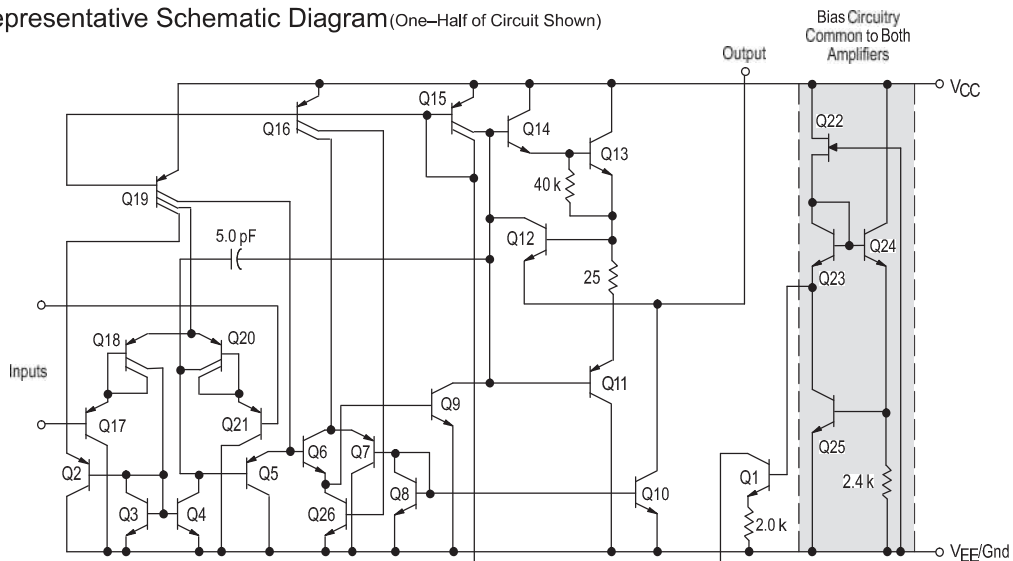 epresentative Schematic Diagram (One–Half of Circuit Shown)
Bias Circuitry
Common to Both
Amplifiers
Output
VCC
Q15
Q22
Q16
Q14
Q13
40 k
Q19
5.0 pF
Q12
Q24
25
Q23
Q18
Q20
Inputs
Q11
Q9
Q17
Q21
Q25
Q2
Q5
Q6
Q7
Q1
2.4 k
Q8
Q10
Q3
Q4
Q26
2.0 k
VEE/Gnd